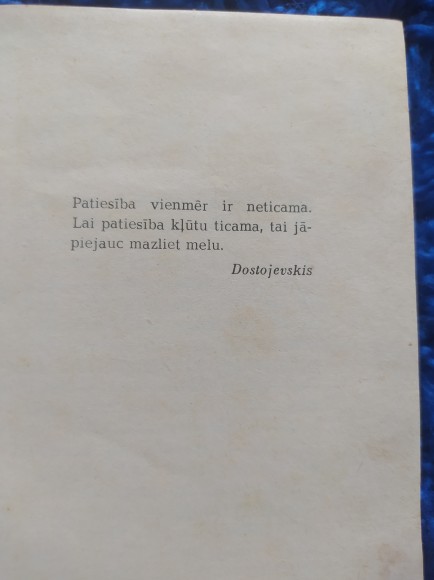 Patiesība vienmēr ir neticama.
Lai patiesība kļūtu ticama, tai jā-
piejauc mazliet melu.
Dostojevskis